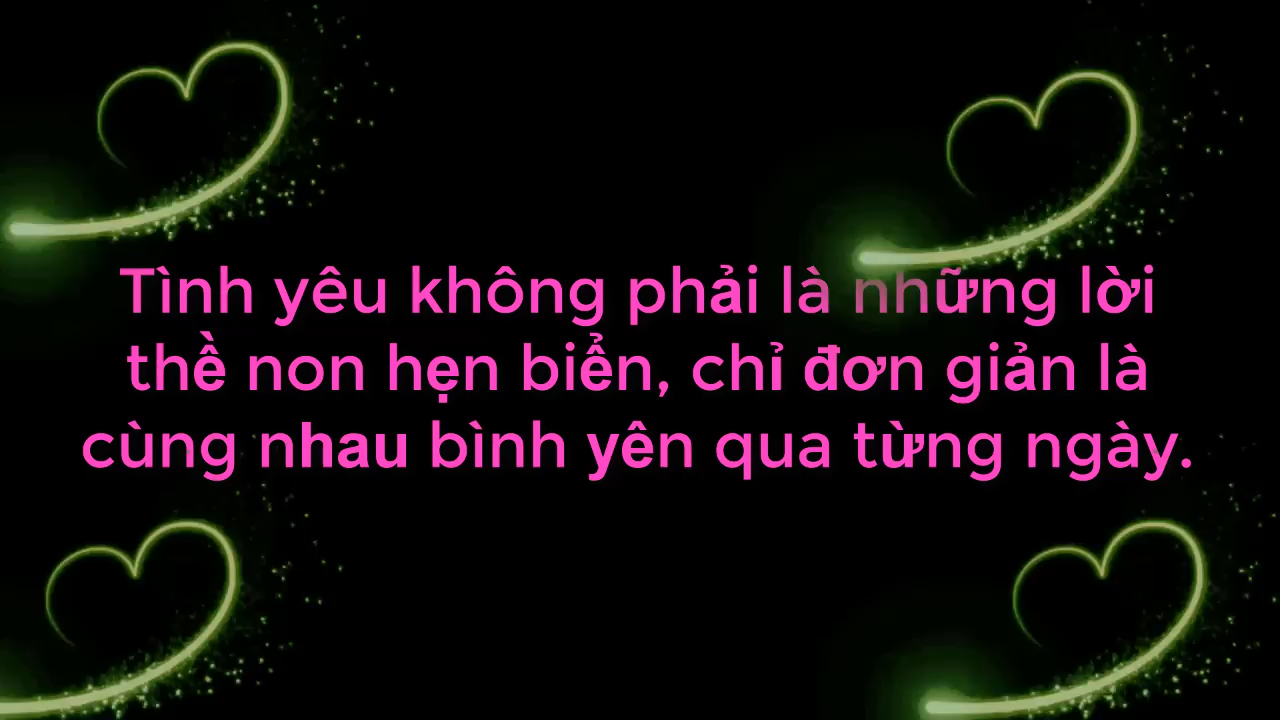 Tình yêu không phải là những lời
thề non hẹn biển, chỉ đơn giản là
cùng nhau bình yên qua từng ngày.